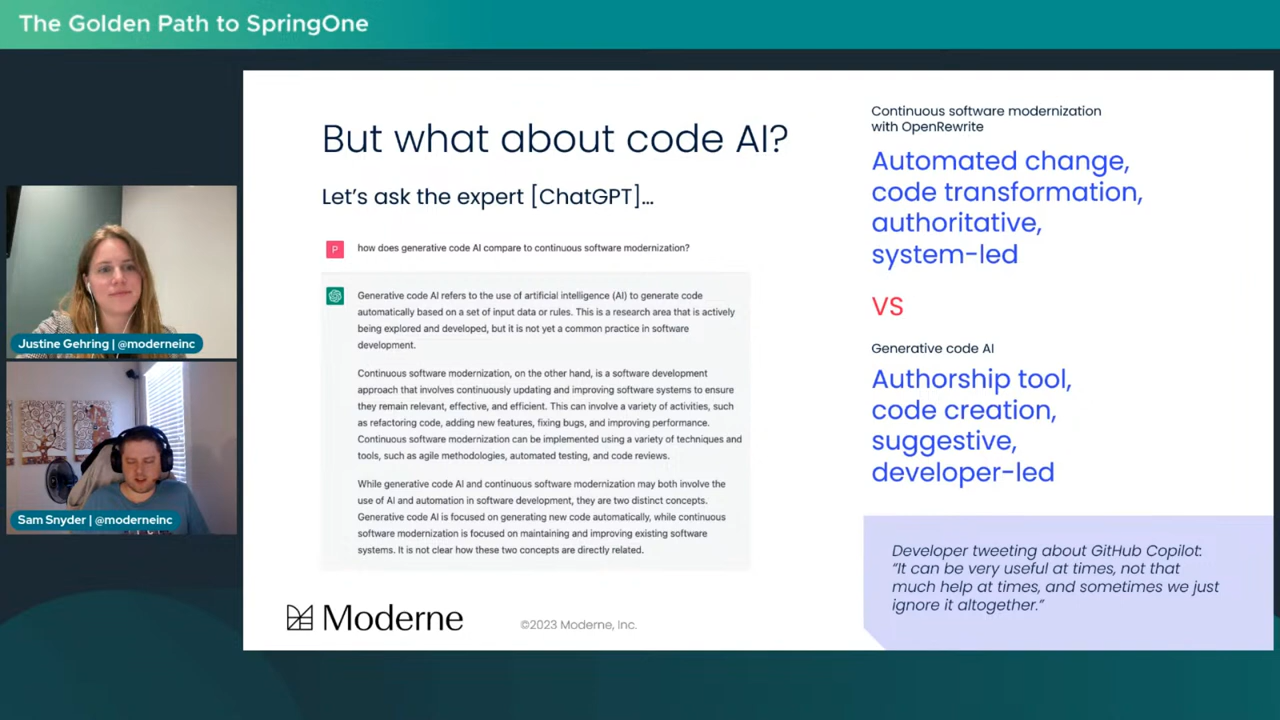 The Golden Path to SpringOne
But what about code AI?
Let's ask the expert [ChatGPT]...
P
how does generative code AI compare to continuous software modernization?
Generative code AI refers to the use of artificial intelligence (AI) to generate code
automatically based on a set of input data or rules. This is a research area that is actively
being explored and developed, but it is not yet a common practice in software
development.
Continuous software modernization, on the other hand, is a software development
approach that involves continuously updating and improving software systems to ensure
they remain relevant, effective, and efficient. This can involve a variety of activities, such
as refactoring code, adding new features, fixing bugs, and improving performance.
Continuous software modernization can be implemented using a variety of techniques and
tools, such as agile methodologies, automated testing, and code reviews.
While generative code AI and continuous software modernization may both involve the
use of AI and automation in software development, they are two distinct concepts.
Generative code AI is focused on generating new code automatically, while continuous
software modernization is focused on maintaining and improving existing software
systems. It is not clear how these two concepts are directly related.
Moderne
©2023 Moderne, Inc.
Continuous software modernization
with OpenRewrite
Automated change,
code transformation,
authoritative,
system-led
VS
Generative code AI
Authorship tool,
code creation,
suggestive,
developer-led
Developer tweeting about GitHub Copilot:
“It can be very useful at times, not that
much help at times, and sometimes we just
ignore it altogether.”
Justine Gehring | @moderneinc
Sam Snyder | @moderneinc